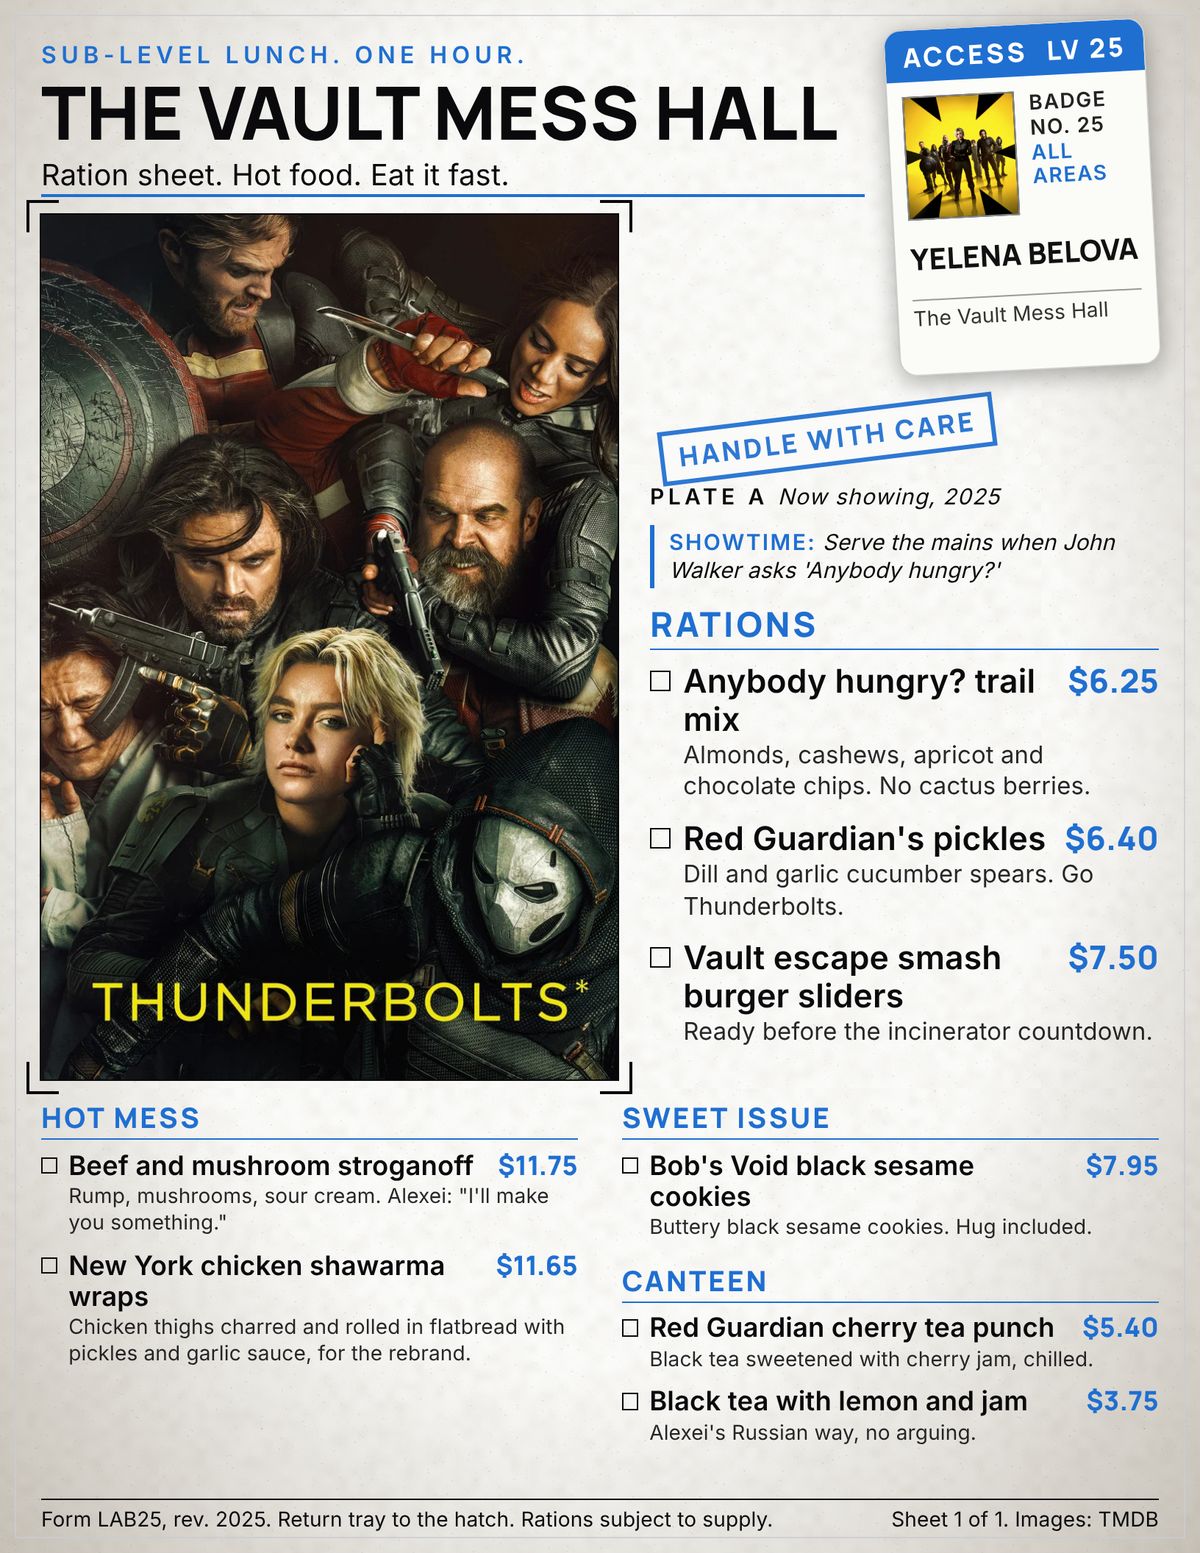 SUB-LEVEL LUNCH. ONE HOUR.
THE VAULT MESS HALL
Ration sheet. Hot food. Eat it fast.
ACCESS LV 25
BADGE
NO. 25
ALL
AREAS
YELENA BELOVA
The Vault Mess Hall
THUNDERBOLTS*
HANDLE WITH CARE
PLATE A Now showing, 2025
SHOWTIME: Serve the mains when John
Walker asks 'Anybody hungry?'
RATIONS
Anybody hungry? trail $6.25
mix
Almonds, cashews, apricot and
chocolate chips. No cactus berries.
Red Guardian's pickles $6.40
Dill and garlic cucumber spears. Go
Thunderbolts.
Vault escape smash $7.50
burger sliders
Ready before the incinerator countdown.
HOT MESS
Beef and mushroom stroganoff $11.75
Rump, mushrooms, sour cream. Alexei: "I'll make
you something."
New York chicken shawarma $11.65
wraps
Chicken thighs charred and rolled in flatbread with
pickles and garlic sauce, for the rebrand.
SWEET ISSUE
Bob's Void black sesame $7.95
cookies
Buttery black sesame cookies. Hug included.
CANTEEN
Red Guardian cherry tea punch $5.40
Black tea sweetened with cherry jam, chilled.
Black tea with lemon and jam $3.75
Alexei's Russian way, no arguing.
Form LAB25, rev. 2025. Return tray to the hatch. Rations subject to supply.
Sheet 1 of 1. Images: TMDB